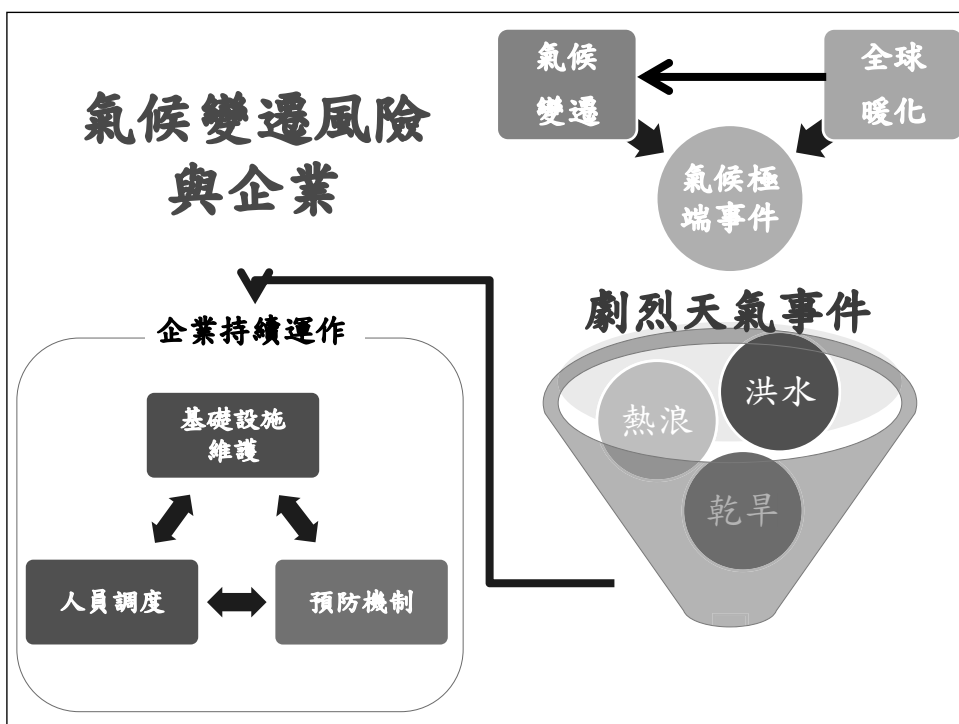 氣候變遷風險
與企業
氣候
變遷
全球
暖化
氣候極
端事件
劇烈天氣事件
熱浪
洪水
乾旱
企業持續運作
基礎設施
維護
人員調度
預防機制